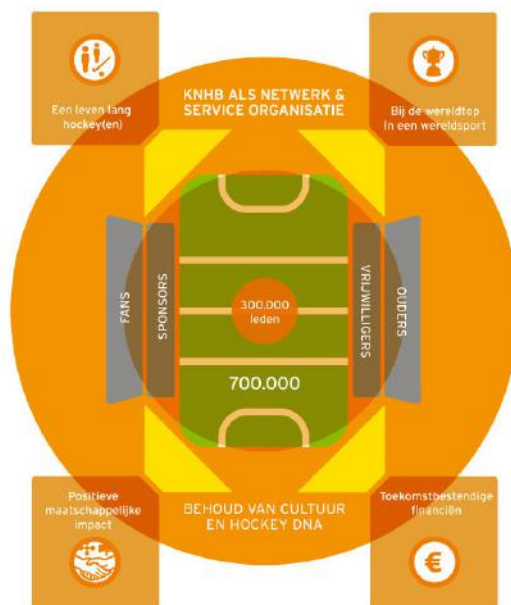 Een leven lang
hockey(en)
KNHB ALS NETWERK &
SERVICE ORGANISATIE
Bij de wereldtop
In een wereldsport
FANS
SPONSORS
300.000
leden
700.000
VRIJWILLIGERS
OUDERS
Positieve
maatschappelijke
impact
BEHOUD VAN CULTUUR
EN HOCKEY DNA
Toekomstbestendige
financiën
€